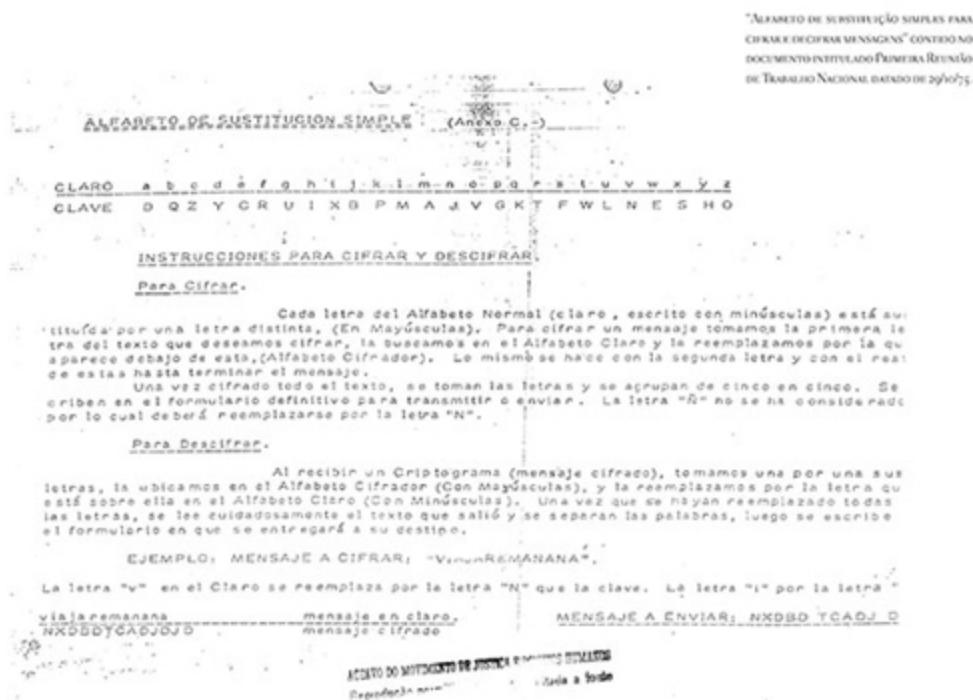 "ALFABETO DE SUBSTITUIÇÃO SIMPLES PARA
CIFRAR E DECIFRAR MENSAGENS" CONTIDO NO
DOCUMENTO INTITULADO PRIMEIRA REUNIÃO
DE TRABALHO NACIONAL DATADO DE 29/10/75.
ALFABETO DE SUSTITUCION SIMPLE (Anexo C.-)
CLARO a b c d e f g h i j k l m n o p q r s t u v w x y z
CLAVE D Q Z Y C R U I X B P M A J V G K T F W L N E S H O
INSTRUCCIONES PARA CIFRAR Y DESCIFRAR.
Para Cifrar.
Cada letra del Alfabeto Normal (claro, escrito con minúsculas) está sus
tituída por una letra distinta, (En Mayúsculas). Para cifrar un mensaje tomamos la primera le
tra del texto que deseamos cifrar, la buscamos en el Alfabeto Claro y la reemplazamos por la qu
aparece debajo de esta, (Alfabeto Cifrador). Lo mismo se hace con la segunda letra y con el rest
de estas hasta terminar el mensaje.
Una vez cifrado todo el texto, se toman las letras y se agrupan de cinco en cinco. Se
criben en el formulario definitivo para transmitir o enviar. La letra "Ñ" no se ha considerado
por lo cual deberá reemplazarse por la letra "N".
Para Descifrar.
Al recibir un Criptograma (mensaje cifrado), tomamos una por una sus
letras, la ubicamos en el Alfabeto Cifrador (Con Mayúsculas), y la reemplazamos por la letra qu
está sobre ella en el Alfabeto Claro (Con Minúsculas). Una vez que se hayan reemplazado todas
las letras, se lee cuidadosamente el texto que salió y se separan las palabras, luego se escribe
el formulario en que se entregará a su destino.
EJEMPLO: MENSAJE A CIFRAR; "VIAJAREMANANA".
La letra "v" en el Claro se reemplaza por la letra "N" que la clave. La letra "i" por la letra "
viajaremanana mensaje en claro. MENSAJE A ENVIAR; NXDBD TCADJ D
NXDBDTCADJDJD mensaje cifrado
ACERVO DO MOVIMENTO DE JUSTIÇA E DIREITOS HUMANOS
a fonte